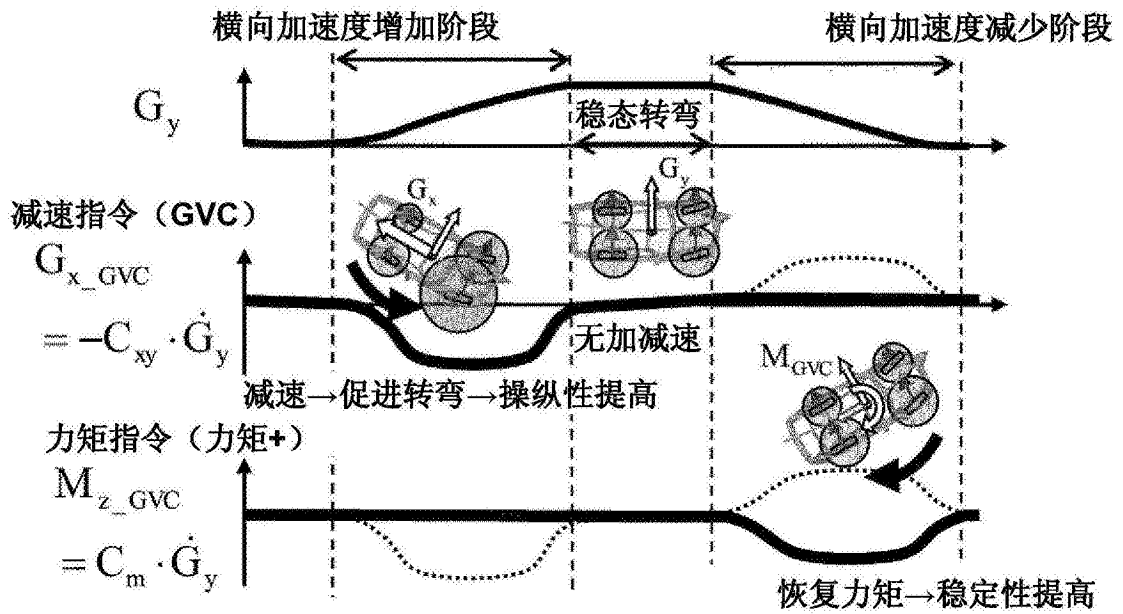 横向加速度增加阶段
横向加速度减少阶段
G_y
稳态转弯
减速指令（GVC）
G_x
G_y
G_x_GVC
= -C_xy · Ġ_y
无加减速
减速→促进转弯→操纵性提高
M_GVC
力矩指令（力矩+）
M_z_GVC
= C_m · Ġ_y
恢复力矩→稳定性提高